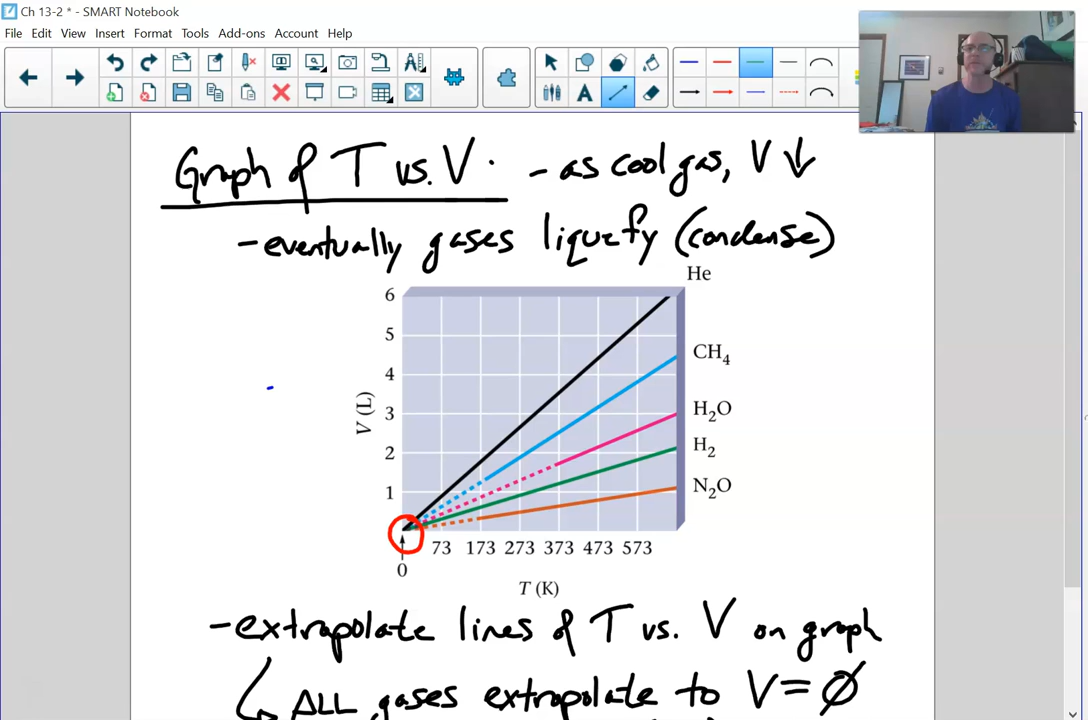 Ch 13-2 * - SMART Notebook
File Edit View Insert Format Tools Add-ons Account Help
Graph of T vs. V. - as cool gas, V ↓
- eventually gases liquefy (condense)
He
6
5
CH4
4
V (L)
3
H2O
2
H2
1
N2O
73 173 273 373 473 573
0
T (K)
- extrapolate lines of T vs. V on graph
↳ ALL gases extrapolate to V = Ø